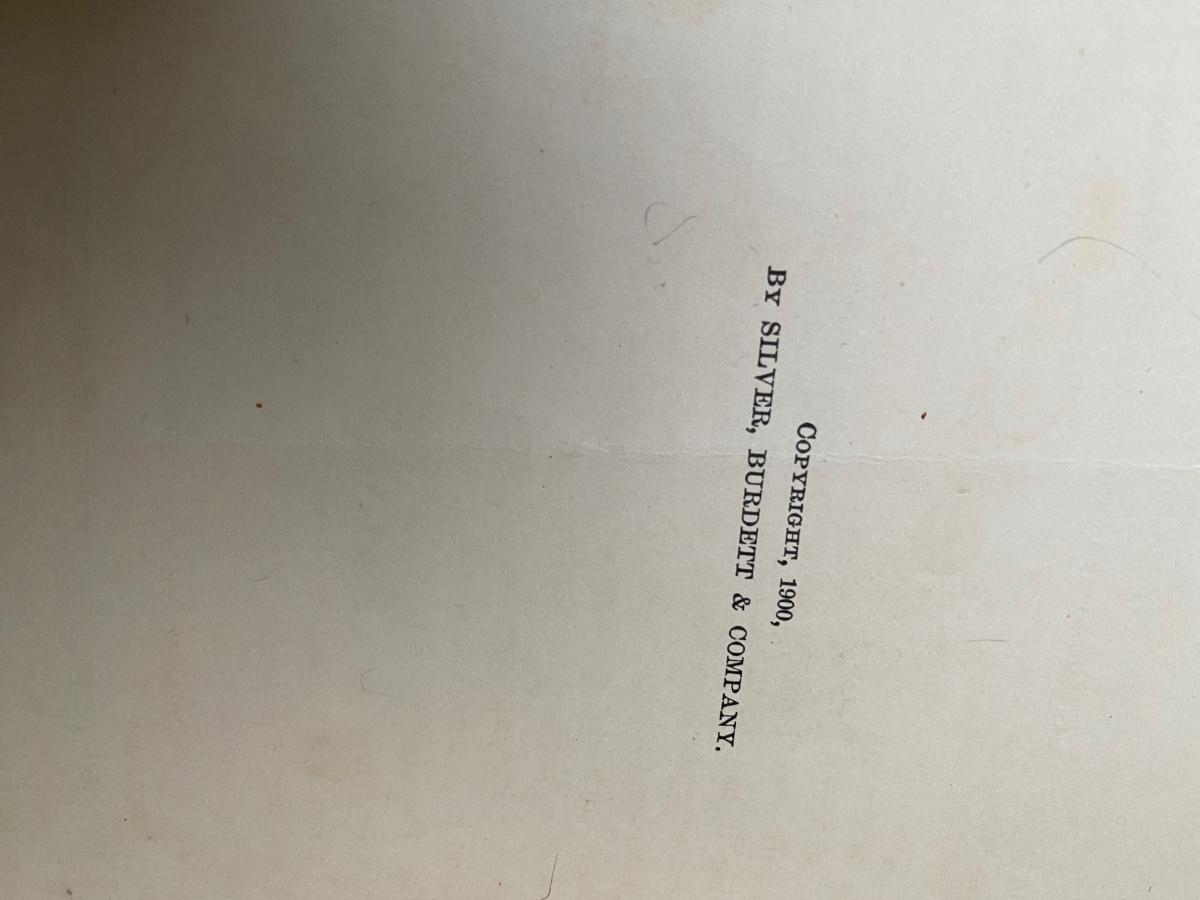 Copyright, 1900,
By SILVER, BURDETT & COMPANY.